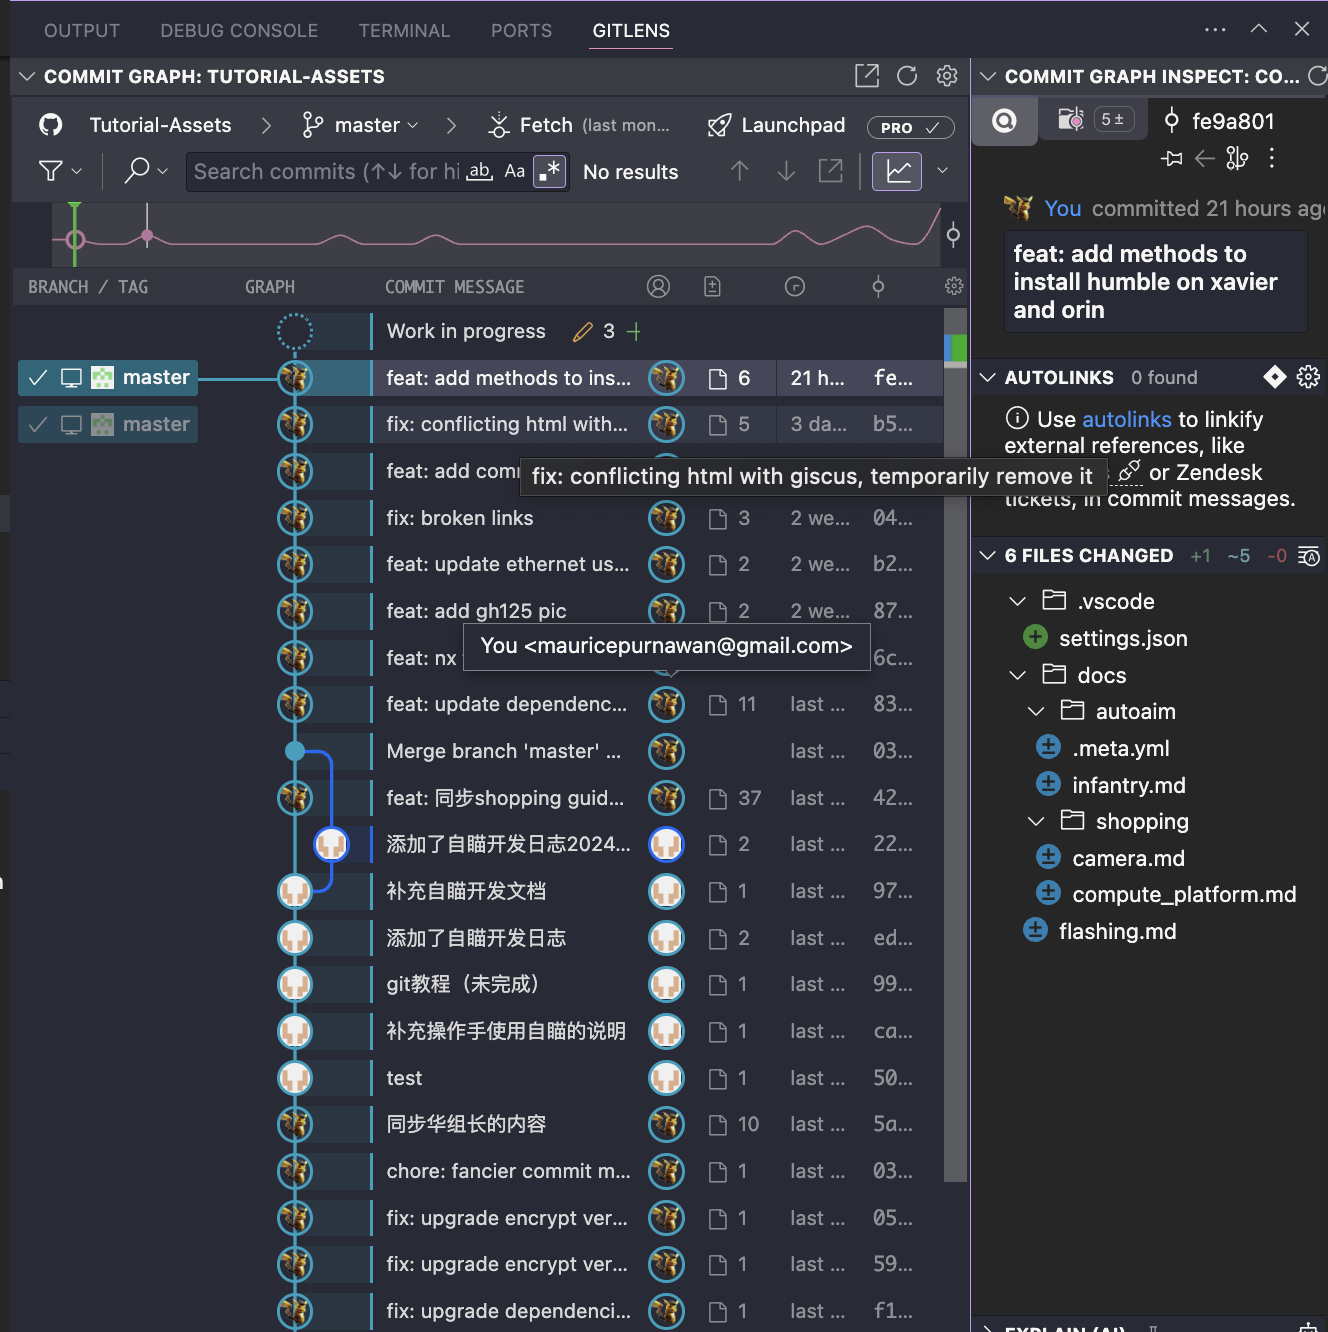 OUTPUT DEBUG CONSOLE TERMINAL PORTS GITLENS
COMMIT GRAPH: TUTORIAL-ASSETS
Tutorial-Assets master Fetch (last mon... Launchpad PRO
Search commits (↑↓ for hi ab Aa .* No results
BRANCH / TAG GRAPH COMMIT MESSAGE
Work in progress 3 +
master feat: add methods to ins... 6 21 h... fe...
master fix: conflicting html with... 5 3 da... b5...
feat: add com
fix: conflicting html with giscus, temporarily remove it
fix: broken links 3 2 we... 04...
feat: update ethernet us... 2 2 we... b2...
feat: add gh125 pic 2 2 we... 87...
You <mauricepurnawan@gmail.com>
feat: nx 6c...
feat: update dependenc... 11 last ... 83...
Merge branch 'master' ... last ... 03...
feat: 同步shopping guid... 37 last ... 42...
添加了自瞄开发日志2024... 2 last ... 22...
补充自瞄开发文档 1 last ... 97...
添加了自瞄开发日志 2 last ... ed...
git教程（未完成） 1 last ... 99...
补充操作手使用自瞄的说明 1 last ... ca...
test 1 last ... 50...
同步华组长的内容 10 last ... 5a...
chore: fancier commit m... 1 last ... 03...
fix: upgrade encrypt ver... 1 last ... 05...
fix: upgrade encrypt ver... 1 last ... 59...
fix: upgrade dependenci... 1 last ... f1...
COMMIT GRAPH INSPECT: CO...
5± fe9a801
You committed 21 hours ago
feat: add methods to
install humble on xavier
and orin
AUTOLINKS 0 found
Use autolinks to linkify
external references, like
or Zendesk
tickets, in commit messages.
6 FILES CHANGED +1 ~5 -0
.vscode
settings.json
docs
autoaim
.meta.yml
infantry.md
shopping
camera.md
compute_platform.md
flashing.md
EXPLAIN (AI)